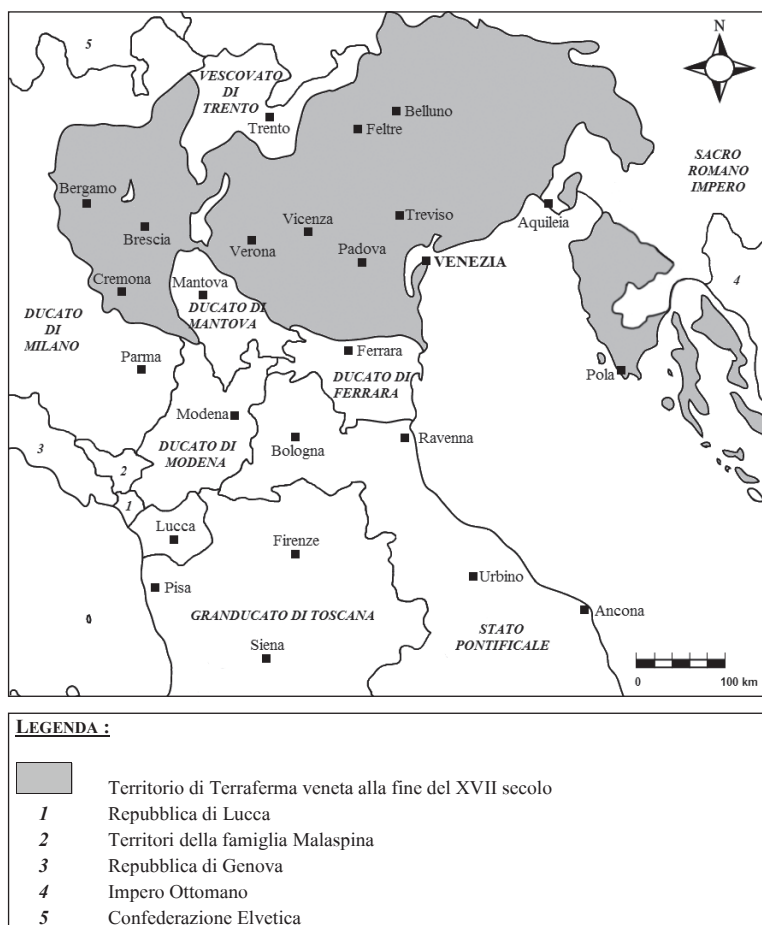 5
N
VESCOVATO
DI
TRENTO
Trento
Belluno
Feltre
SACRO
ROMANO
IMPERO
Bergamo
Brescia
Cremona
Verona
Vicenza
Padova
Treviso
Aquileia
VENEZIA
4
Mantova
DUCATO DI
MANTOVA
DUCATO
DI
MILANO
Parma
Ferrara
DUCATO DI
FERRARA
Pola
Modena
DUCATO DI
MODENA
Bologna
Ravenna
3
2
1
Lucca
Firenze
Pisa
Urbino
GRANDUCATO DI TOSCANA
Ancona
STATO
PONTIFICALE
Siena
0 100 km
LEGENDA :
Territorio di Terraferma veneta alla fine del XVII secolo
1 Repubblica di Lucca
2 Territori della famiglia Malaspina
3 Repubblica di Genova
4 Impero Ottomano
5 Confederazione Elvetica